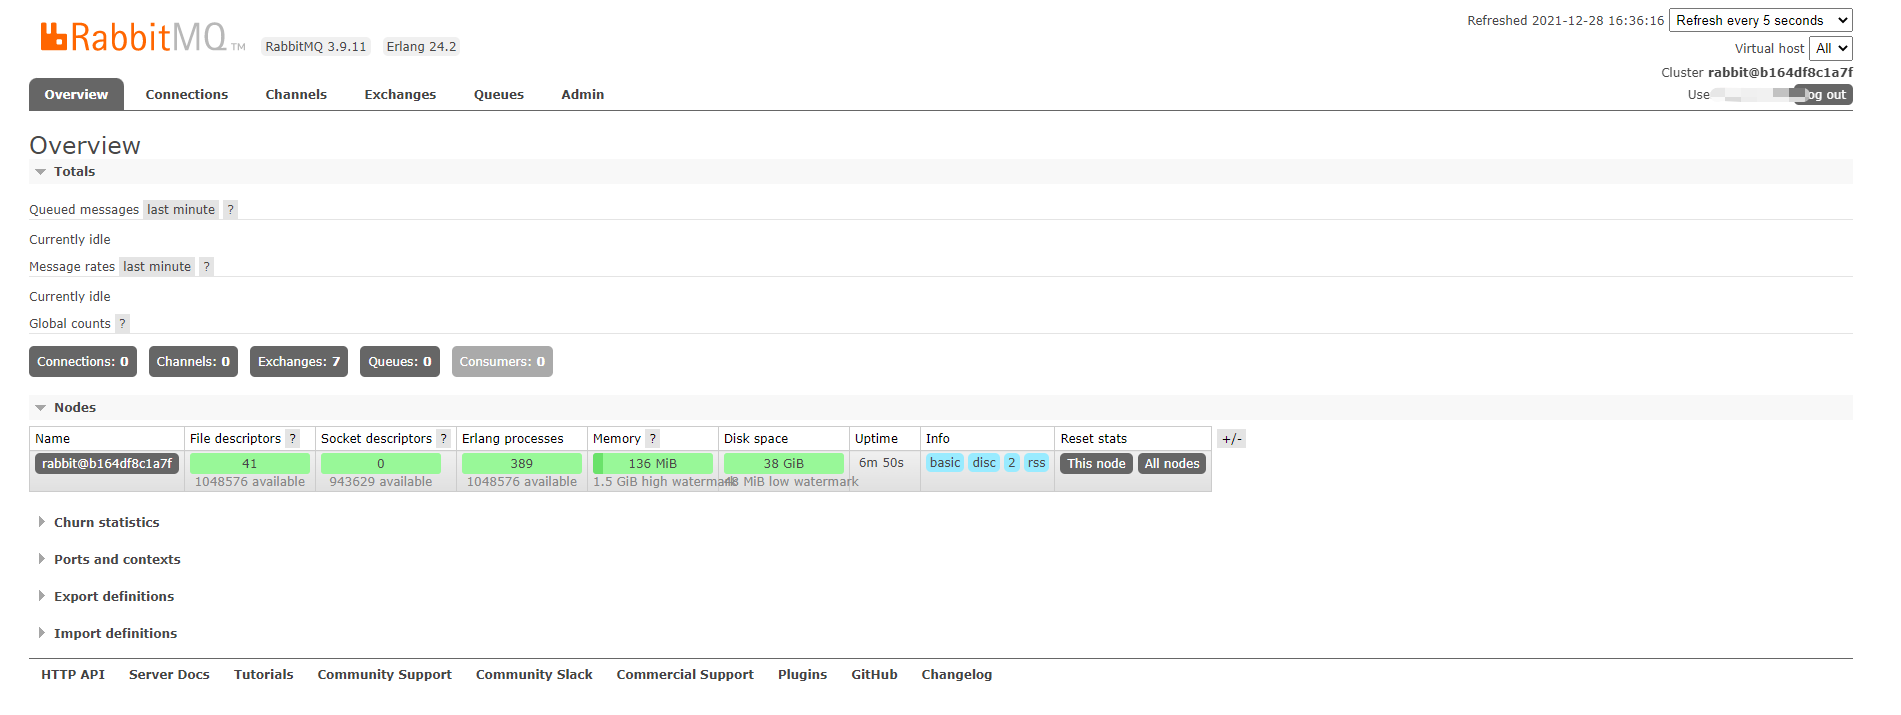 RabbitMQ TM RabbitMQ 3.9.11 Erlang 24.2
Refreshed 2021-12-28 16:36:16 Refresh every 5 seconds
Virtual host All
Cluster rabbit@b164df8c1a7f
Use og out
Overview Connections Channels Exchanges Queues Admin
Overview
Totals
Queued messages last minute ?
Currently idle
Message rates last minute ?
Currently idle
Global counts ?
Connections: 0 Channels: 0 Exchanges: 7 Queues: 0 Consumers: 0
Nodes
Name File descriptors ? Socket descriptors ? Erlang processes Memory ? Disk space Uptime Info Reset stats +/-
rabbit@b164df8c1a7f 41 0 389 136 MiB 38 GiB 6m 50s basic disc 2 rss This node All nodes
1048576 available 943629 available 1048576 available 1.5 GiB high watermark 48 MiB low watermark
Churn statistics
Ports and contexts
Export definitions
Import definitions
HTTP API Server Docs Tutorials Community Support Community Slack Commercial Support Plugins GitHub Changelog